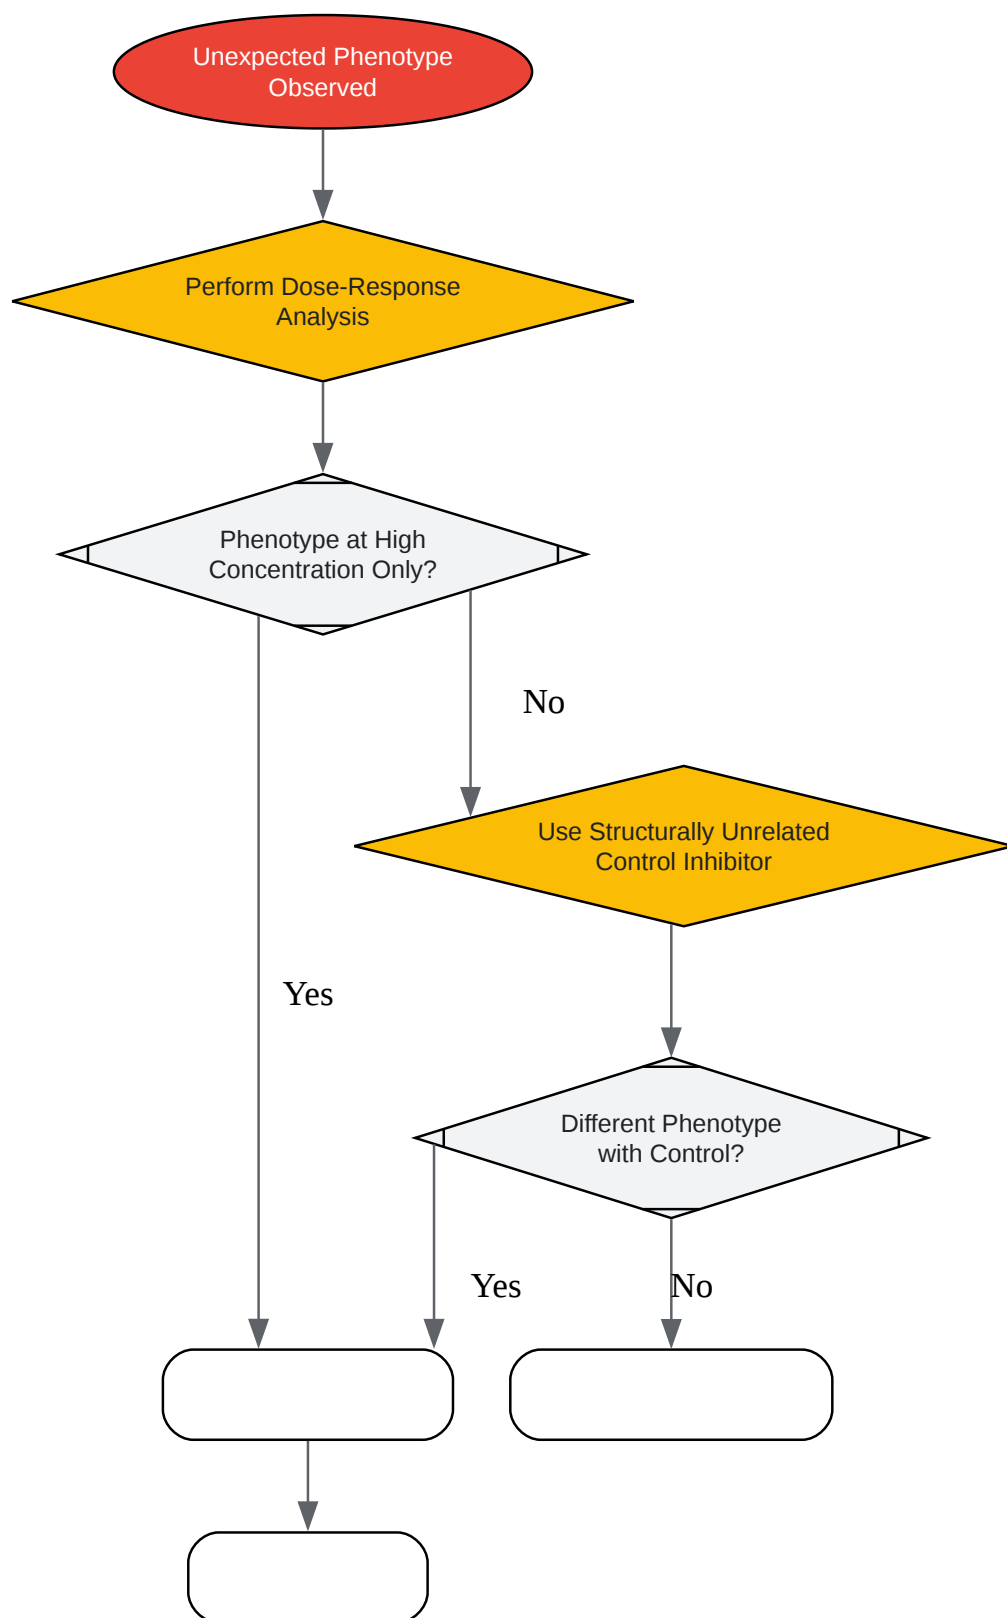 Unexpected Phenotype
Observed
Perform Dose-Response
Analysis
Phenotype at High
Concentration Only?
No
Use Structurally Unrelated
Control Inhibitor
Yes
Different Phenotype
with Control?
Yes
No